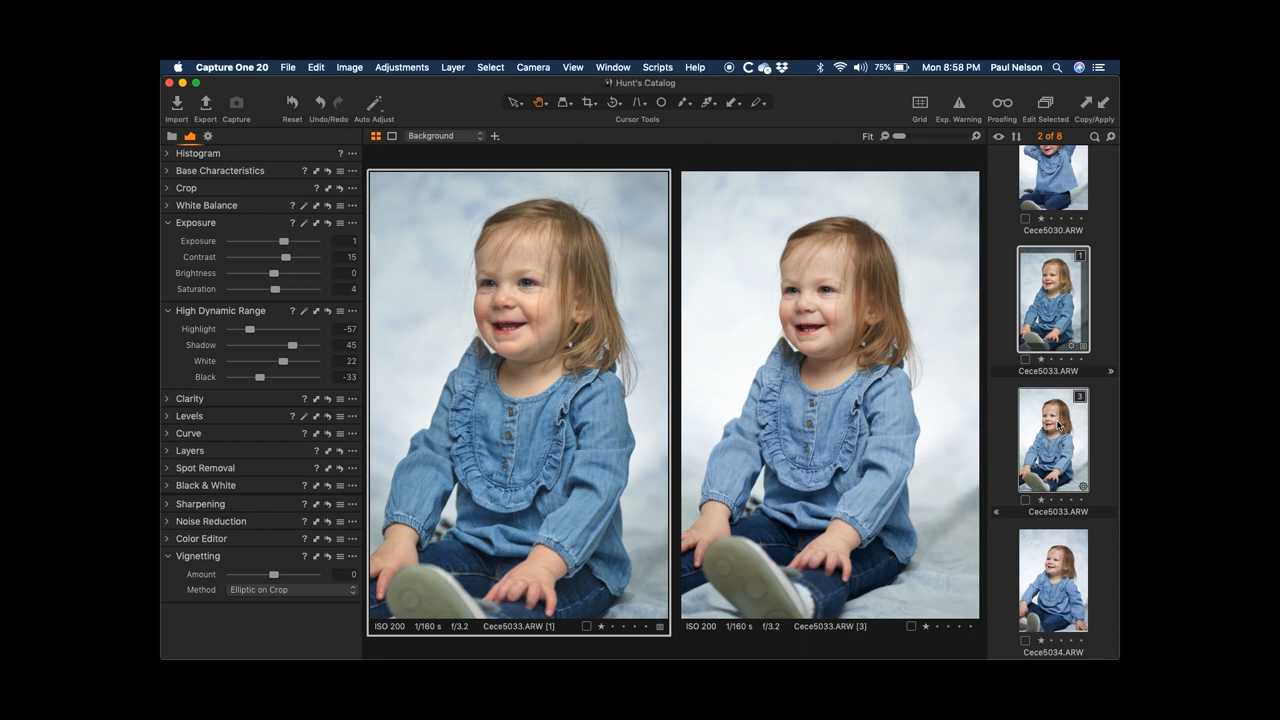 Capture One 20 File Edit Image Adjustments Layer Select Camera View Window Scripts Help 75% Mon 8:58 PM Paul Nelson
Hunt's Catalog
Import Export Capture Reset Undo/Redo Auto Adjust Cursor Tools Grid Exp. Warning Proofing Edit Selected Copy/Apply
Background Fit 2 of 8
Histogram ?
Base Characteristics ?
Crop ?
White Balance ?
Exposure ?
Exposure 1
Contrast 15
Brightness 0
Saturation 4
High Dynamic Range ?
Highlight -57
Shadow 45
White 22
Black -33
Clarity ?
Levels ?
Curve ?
Layers ?
Spot Removal ?
Black & White ?
Sharpening ?
Noise Reduction ?
Color Editor ?
Vignetting ?
Amount 0
Method Elliptic on Crop
ISO 200 1/160 s f/3.2 Cece5033.ARW [1]
ISO 200 1/160 s f/3.2 Cece5033.ARW [3]
Cece5030.ARW
1
Cece5033.ARW »
3
« Cece5033.ARW
Cece5034.ARW